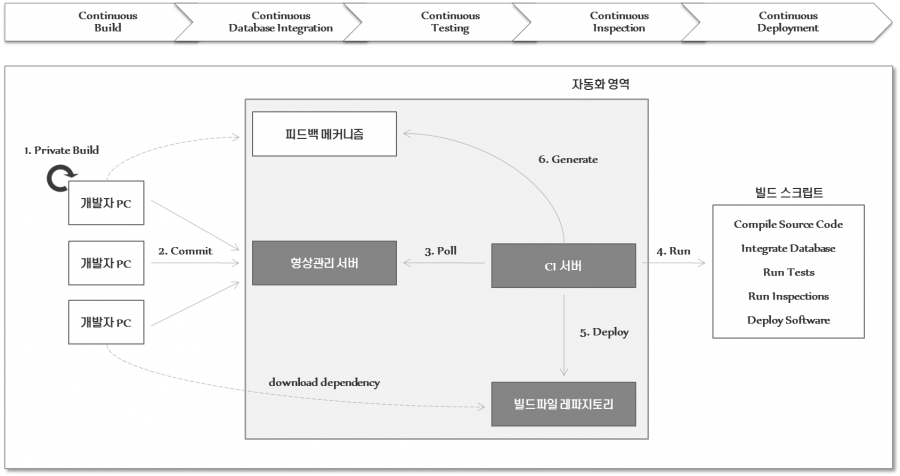 Continuous
Build
Continuous
Database Integration
Continuous
Testing
Continuous
Inspection
Continuous
Deployment
자동화 영역
피드백 메커니즘
1. Private Build
6. Generate
개발자 PC
빌드 스크립트
Compile Source Code
Integrate Database
Run Tests
Run Inspections
Deploy Software
개발자 PC
2. Commit
형상관리 서버
3. Poll
CI 서버
4. Run
개발자 PC
5. Deploy
download dependency
빌드파일 레파지토리